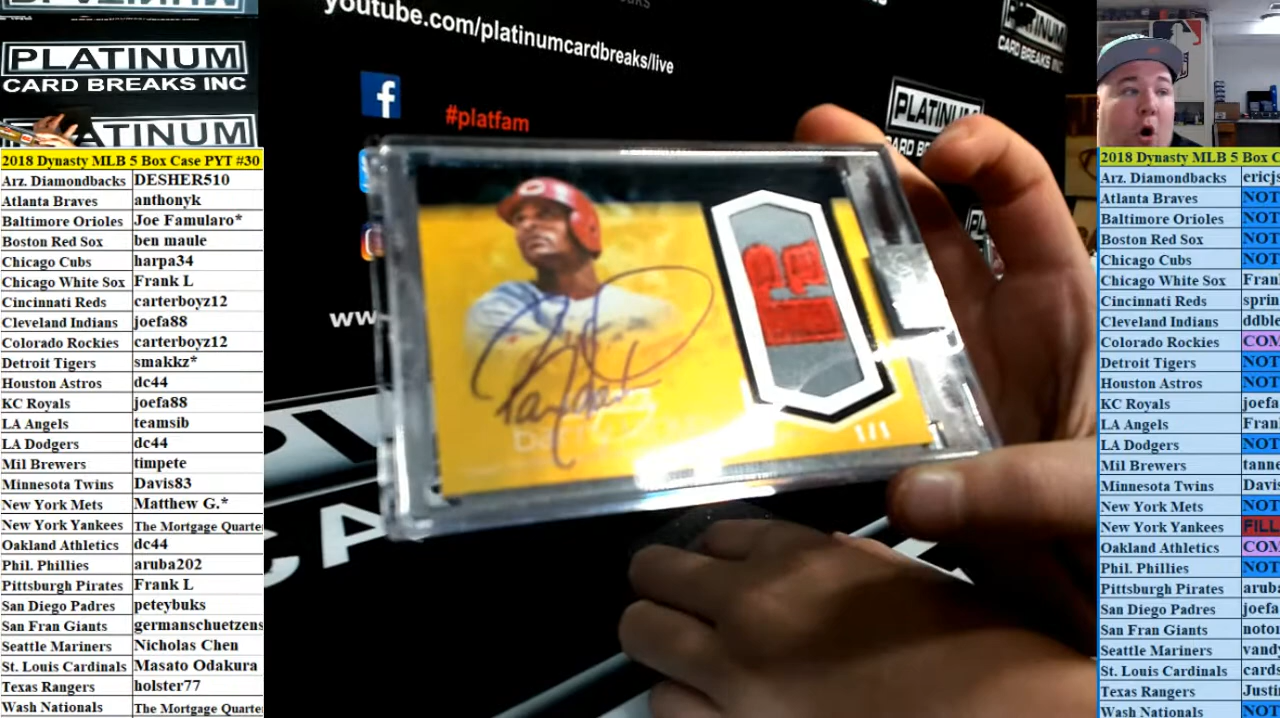 PLATINUM
CARD BREAKS INC
ATINUM
2018 Dynasty MLB 5 Box Case PYT #30
Arz. Diamondbacks DESHER510
Atlanta Braves anthonyk
Baltimore Orioles Joe Famularo*
Boston Red Sox ben maule
Chicago Cubs harpa34
Chicago White Sox Frank L
Cincinnati Reds carterboyz12
Cleveland Indians joefa88
Colorado Rockies carterboyz12
Detroit Tigers smakkz*
Houston Astros dc44
KC Royals joefa88
LA Angels teamsib
LA Dodgers dc44
Mil Brewers timpete
Minnesota Twins Davis83
New York Mets Matthew G.*
New York Yankees The Mortgage Quarte
Oakland Athletics dc44
Phil. Phillies aruba202
Pittsburgh Pirates Frank L
San Diego Padres peteybuks
San Fran Giants germanschuetzens
Seattle Mariners Nicholas Chen
St. Louis Cardinals Masato Odakura
Texas Rangers holster77
Wash Nationals The Mortgage Quarte
youtube.com/platinumcardbreaks/live
#platfam
ww
CA
barry
1/1
PLATINUM
CARD B
INUM
CARD BREAKS INC
2018 Dynasty MLB 5 Box C
Arz. Diamondbacks ericjs
Atlanta Braves NOT
Baltimore Orioles NOT
Boston Red Sox NOT
Chicago Cubs NOT
Chicago White Sox Fran
Cincinnati Reds sprin
Cleveland Indians ddble
Colorado Rockies COM
Detroit Tigers NOT
Houston Astros NOT
KC Royals joefa
LA Angels Fran
LA Dodgers NOT
Mil Brewers tanne
Minnesota Twins Davis
New York Mets NOT
New York Yankees FILL
Oakland Athletics COM
Phil. Phillies NOT
Pittsburgh Pirates aruba
San Diego Padres joefa
San Fran Giants notor
Seattle Mariners vandy
St. Louis Cardinals cards
Texas Rangers Justin
Wash Nationals NOT